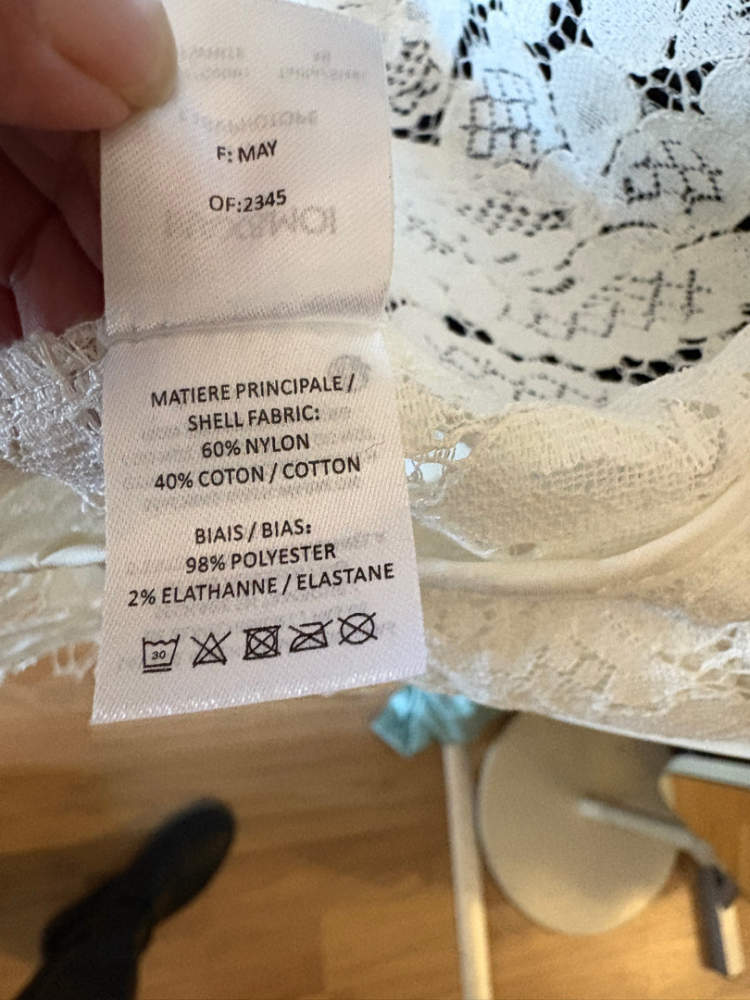 F: MAY
OF:2345
MATIERE PRINCIPALE /
SHELL FABRIC:
60% NYLON
40% COTON / COTTON
BIAIS / BIAS:
98% POLYESTER
2% ELATHANNE / ELASTANE
30